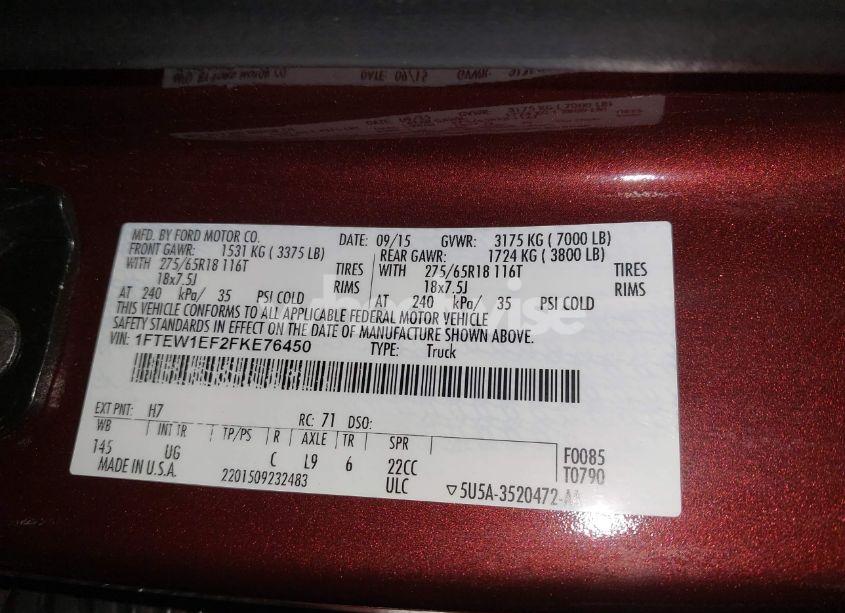 MFD. BY FORD MOTOR CO. DATE: 09/15 GVWR: 3175 KG ( 7000 LB)
FRONT GAWR: 1531 KG ( 3375 LB) REAR GAWR: 1724 KG ( 3800 LB)
WITH 275/65R18 116T TIRES WITH 275/65R18 116T TIRES
18x7.5J RIMS 18x7.5J RIMS
AT 240 kPa/ 35 PSI COLD AT 240 kPa/ 35 PSI COLD
THIS VEHICLE CONFORMS TO ALL APPLICABLE FEDERAL MOTOR VEHICLE
SAFETY STANDARDS IN EFFECT ON THE DATE OF MANUFACTURE SHOWN ABOVE.
VIN: 1FTEW1EF2FKE76450 TYPE: Truck
EXT PNT: H7 RC: 71 DSO:
WB INT TR TP/PS R AXLE TR SPR F0085
145 UG C L9 6 22CC T0790
MADE IN U.S.A. 2201509232483 ULC ▽5U5A-3520472-AA